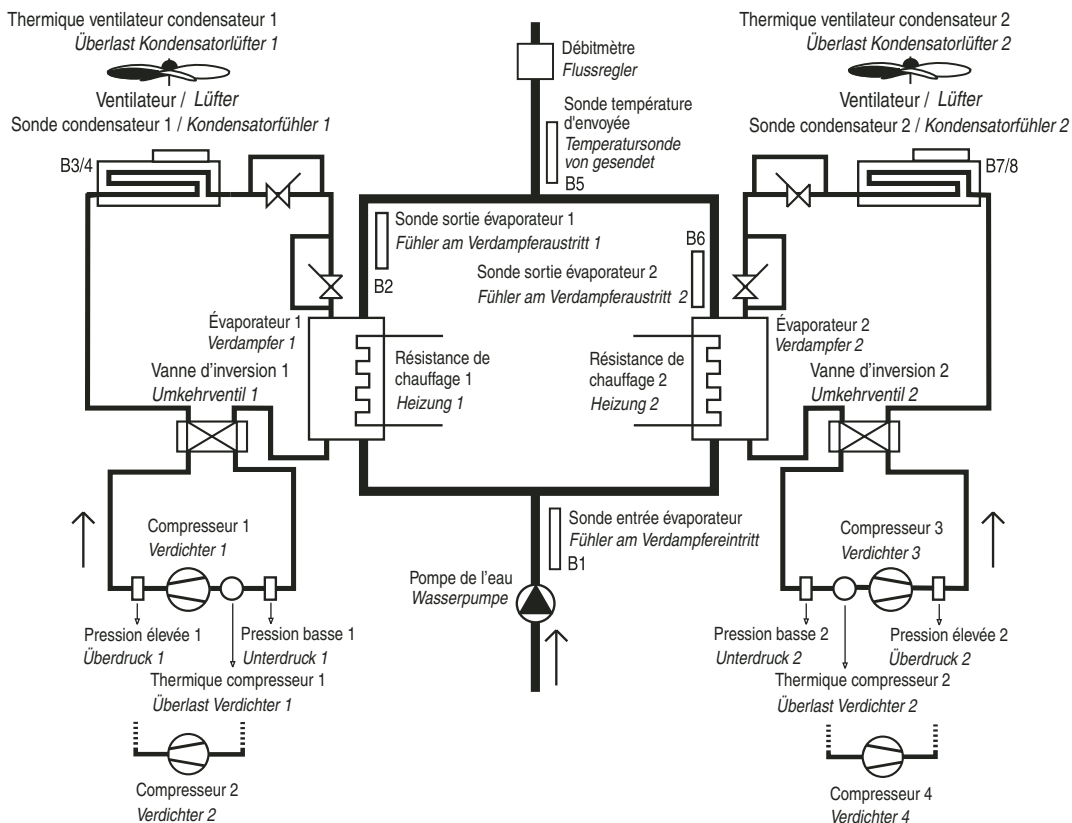 Thermique ventilateur condensateur 1
Überlast Kondensatorlüfter 1
Ventilateur / Lüfter
Sonde condensateur 1 / Kondensatorfühler 1
B3/4
Débitmètre
Flussregler
Sonde température
d'envoyée
Temperatursonde
von gesendet
B5
Thermique ventilateur condensateur 2
Überlast Kondensatorlüfter 2
Ventilateur / Lüfter
Sonde condensateur 2 / Kondensatorfühler 2
B7/8
Sonde sortie évaporateur 1
Fühler am Verdampferaustritt 1
B2
B6
Sonde sortie évaporateur 2
Fühler am Verdampferaustritt 2
Évaporateur 1
Verdampfer 1
Vanne d’inversion 1
Umkehrventil 1
Résistance de
chauffage 1
Heizung 1
Résistance de
chauffage 2
Heizung 2
Évaporateur 2
Verdampfer 2
Vanne d’inversion 2
Umkehrventil 2
Compresseur 1
Verdichter 1
Sonde entrée évaporateur
Fühler am Verdampfereintritt
B1
Pompe de l’eau
Wasserpumpe
Compresseur 3
Verdichter 3
Pression élevée 1
Überdruck 1
Pression basse 1
Unterdruck 1
Thermique compresseur 1
Überlast Verdichter 1
Pression basse 2
Unterdruck 2
Pression élevée 2
Überdruck 2
Thermique compresseur 2
Überlast Verdichter 2
Compresseur 2
Verdichter 2
Compresseur 4
Verdichter 4